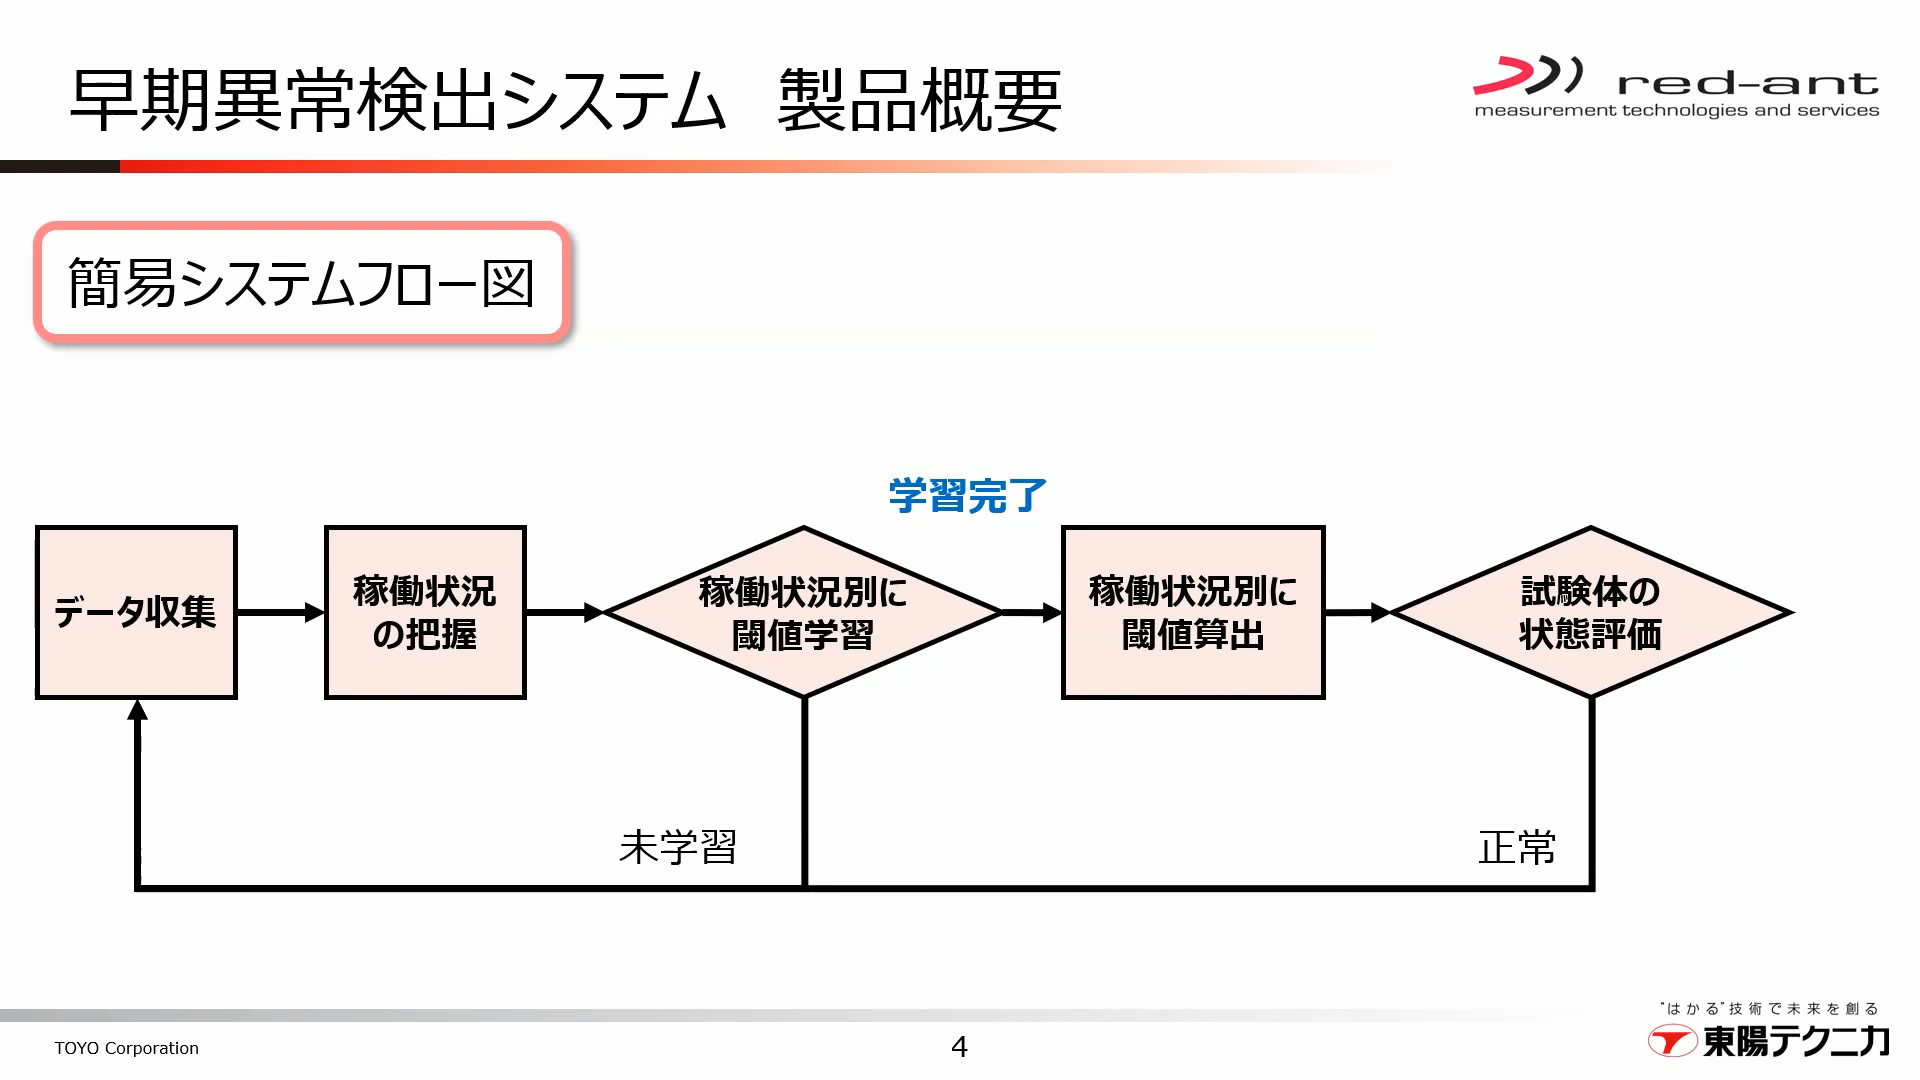 早期異常検出システム　製品概要
red-ant
measurement technologies and services
簡易システムフロー図
学習完了
データ収集
稼働状況
の把握
稼働状況別に
閾値学習
稼働状況別に
閾値算出
試験体の
状態評価
未学習
正常
TOYO Corporation
4
“はかる”技術で未来を創る
東陽テクニカ